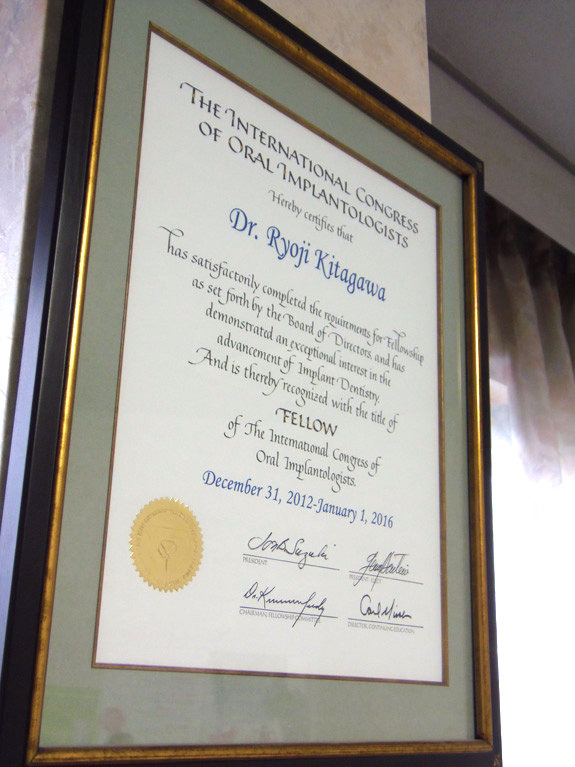 THE INTERNATIONAL CONGRESS
OF ORAL IMPLANTOLOGISTS
Hereby certifies that
Dr. Ryoji Kitagawa
has satisfactorily completed the requirements for Fellowship
as set forth by the Board of Directors, and has
demonstrated an exceptional interest in the
advancement of Implant Dentistry.
And is thereby recognized with the title of
FELLOW
of The International Congress of
Oral Implantologists.
December 31, 2012-January 1, 2016
PRESIDENT
CHAIRMAN, FELLOWSHIP COMMITTEE
DIRECTOR, CONTINUING EDUCATION